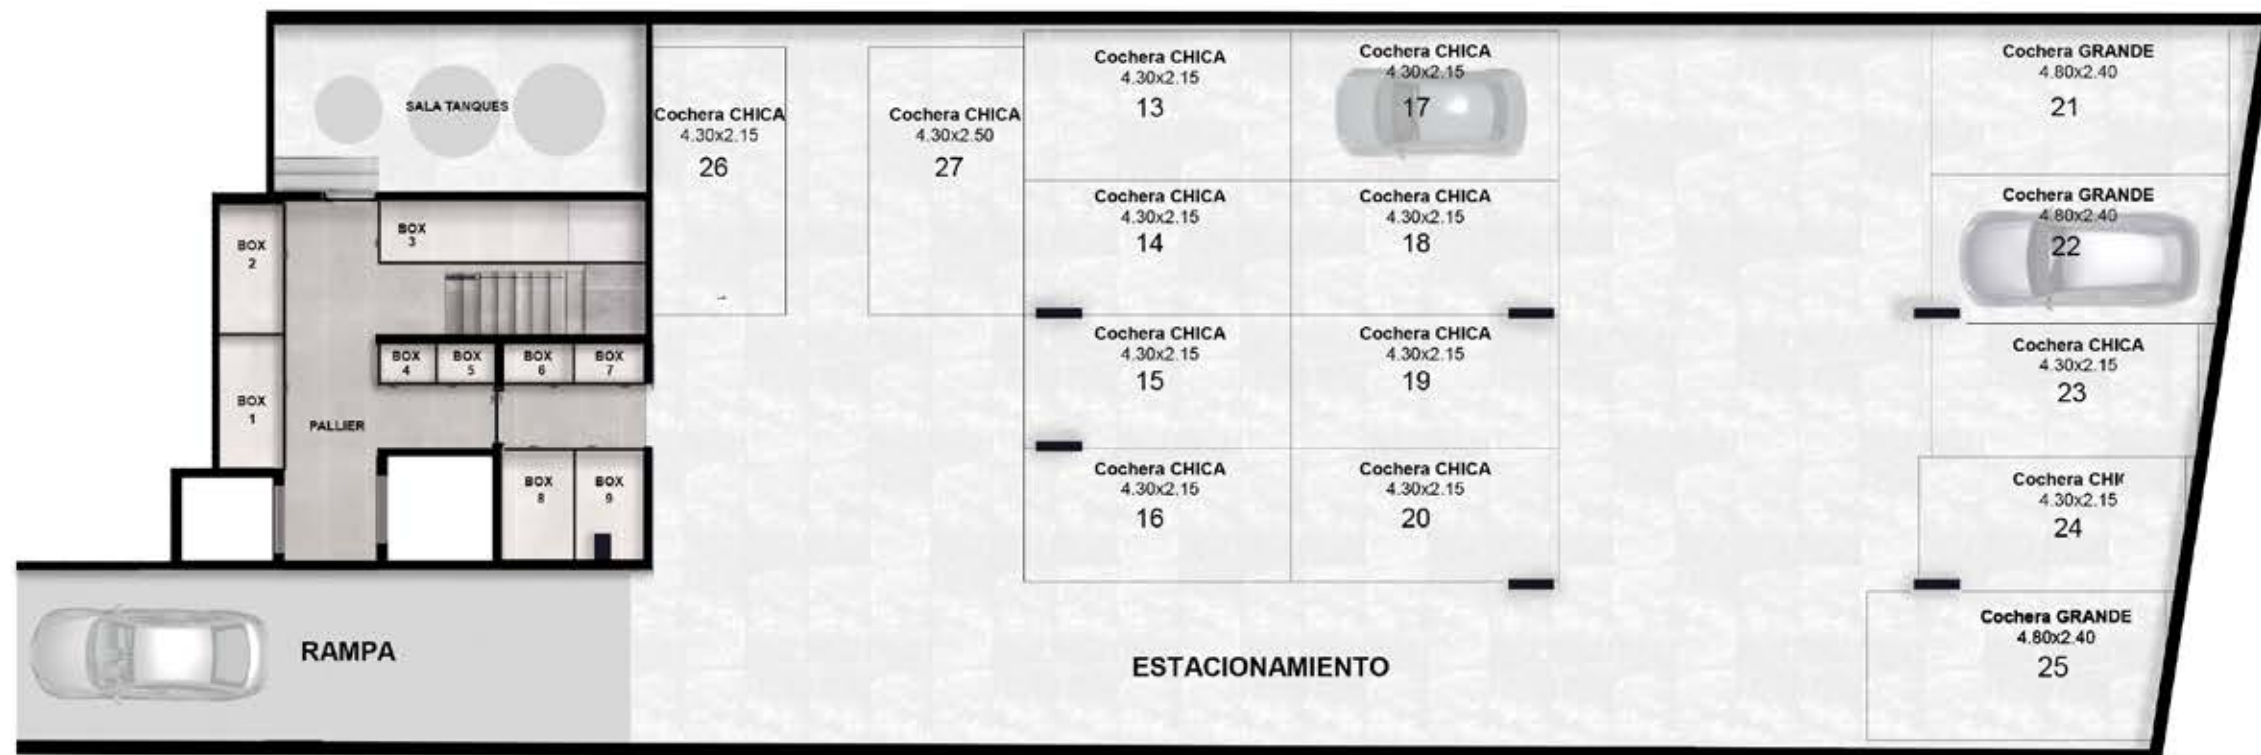 SALA TANQUES
BOX
2
BOX
3
BOX
1
BOX
4
BOX
5
BOX
6
BOX
7
PALLIER
BOX
8
BOX
9
RAMPA
Cochera CHICA
4.30x2.15
26
Cochera CHICA
4.30x2.50
27
Cochera CHICA
4.30x2.15
13
Cochera CHICA
4.30x2.15
17
Cochera CHICA
4.30x2.15
14
Cochera CHICA
4.30x2.15
18
Cochera CHICA
4.30x2.15
15
Cochera CHICA
4.30x2.15
19
Cochera CHICA
4.30x2.15
16
Cochera CHICA
4.30x2.15
20
ESTACIONAMIENTO
Cochera GRANDE
4.80x2.40
21
Cochera GRANDE
4.80x2.40
22
Cochera CHICA
4.30x2.15
23
Cochera
4.30x2.15
24
Cochera GRANDE
4.80x2.40
25